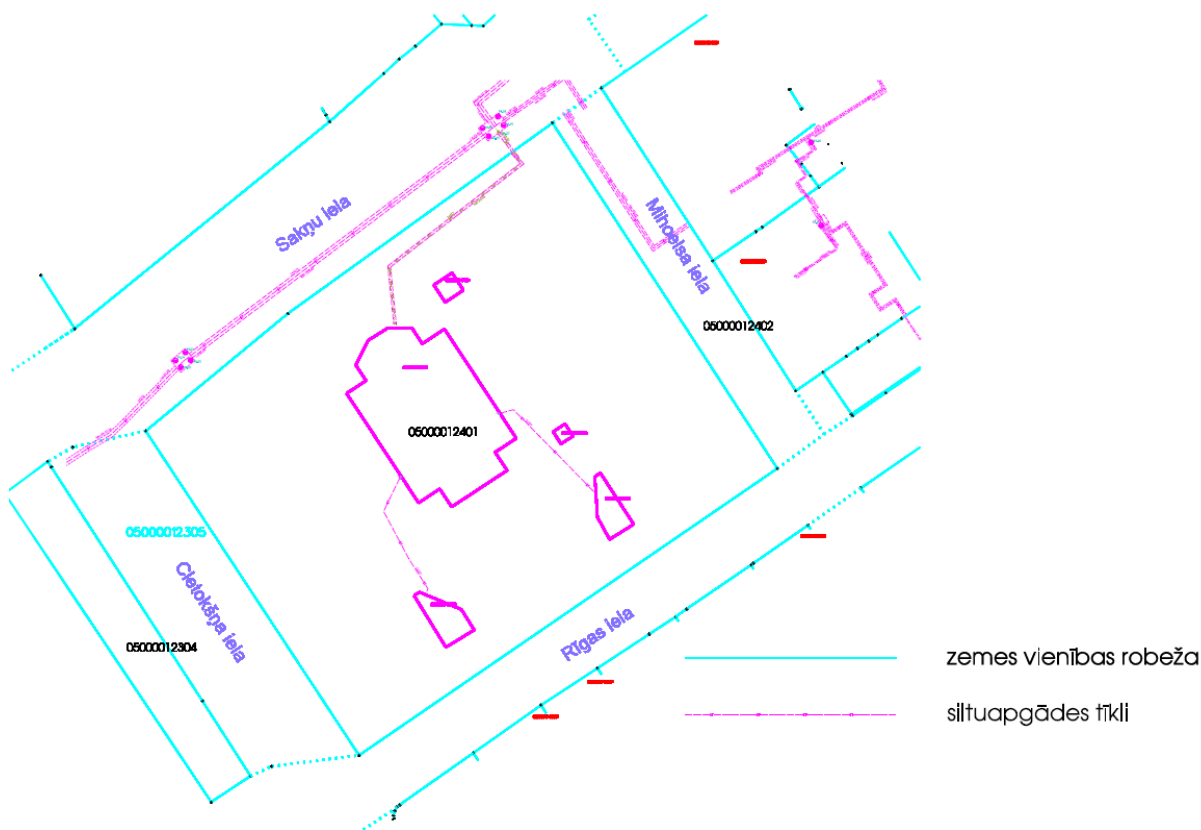 Sakņu iela
Mihoelsa iela
05000012402
05000012401
05000012305
Cietokšņa iela
05000012304
Rīgas iela
zemes vienības robeža
siltuapgādes tīkli